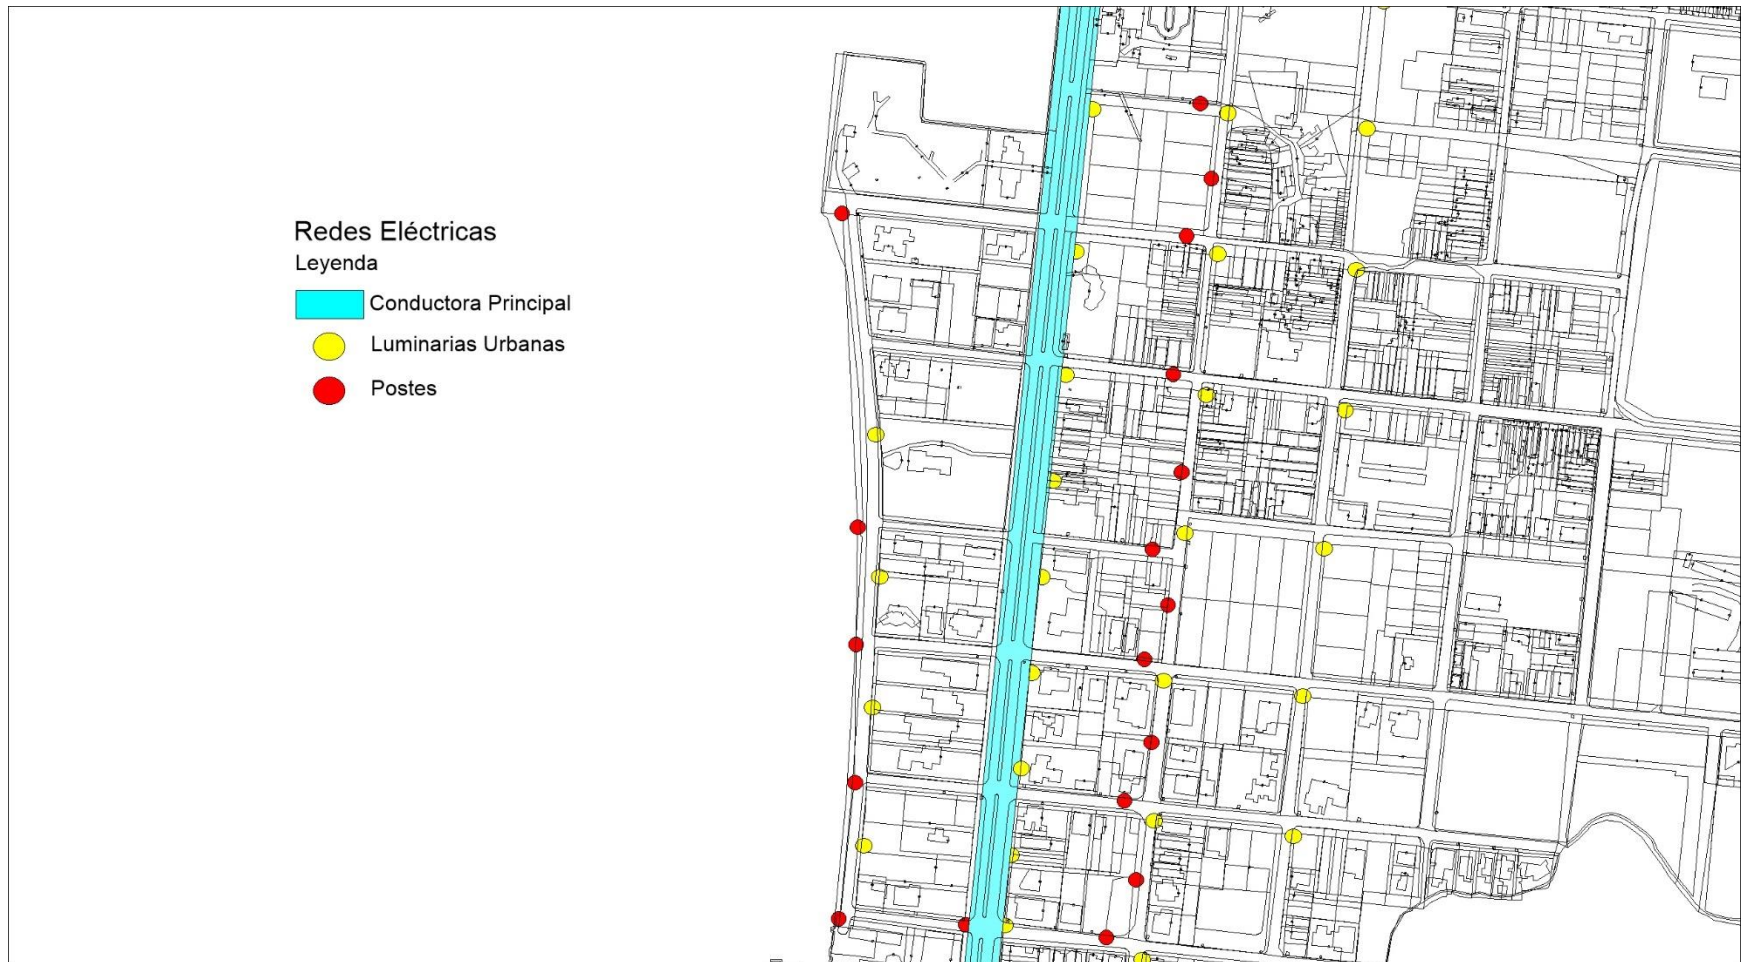 Redes Eléctricas
Leyenda
Conductora Principal
Luminarias Urbanas
Postes